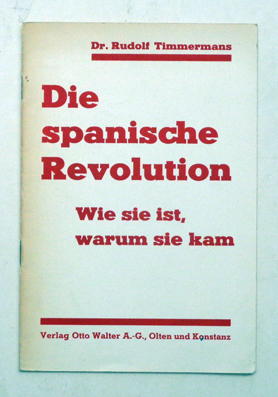 Dr. Rudolf Timmermans
Die
spanische
Revolution
Wie sie ist,
warum sie kam
Verlag Otto Walter A.-G., Olten und Konstanz